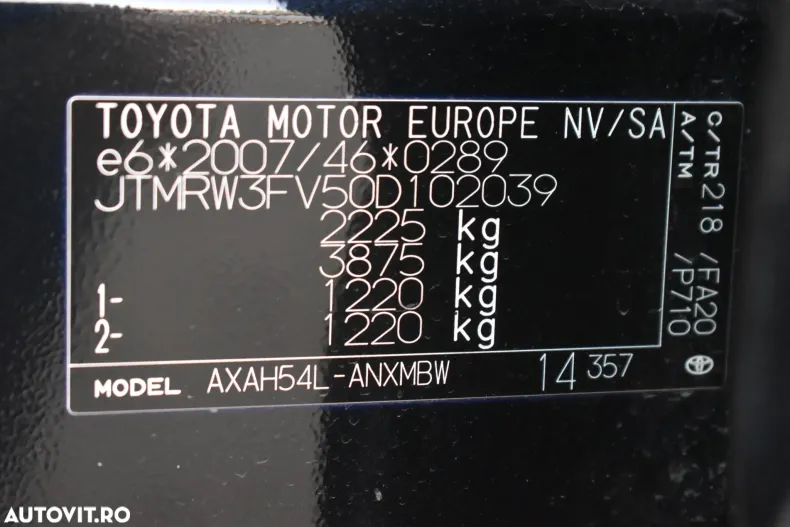 TOYOTA MOTOR EUROPE NV/SA
e6*2007/46*0289
JTMRW3FV50D102039
2225 kg
3875 kg
1- 1220 kg
2- 1220 kg
MODEL AXAH54L-ANXMBW 14 357
C/TR 218 /FA20
A/TM /P710
AUTOVIT.RO